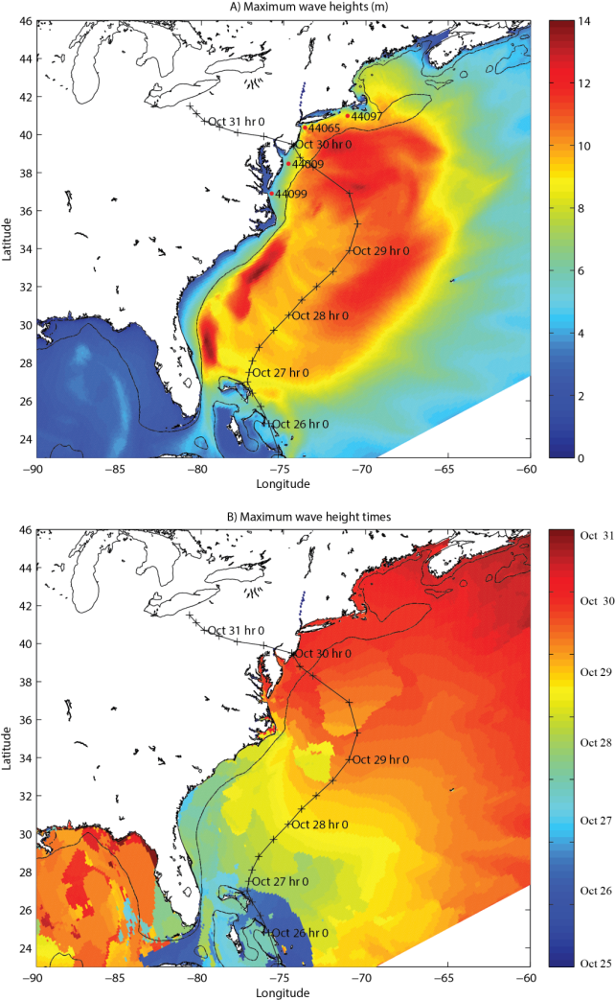 A) Maximum wave heights (m)
46
44
42
40
38
36
34
32
30
28
26
24
Latitude
−90
−85
−80
−75
−70
−65
−60
Longitude
14
12
10
8
6
4
2
0
Oct 31 hr 0
44097
44065
Oct 30 hr 0
44009
44099
Oct 29 hr 0
Oct 28 hr 0
Oct 27 hr 0
Oct 26 hr 0
B) Maximum wave height times
46
44
42
40
38
36
34
32
30
28
26
24
Latitude
−90
−85
−80
−75
−70
−65
−60
Longitude
Oct 31
Oct 30
Oct 29
Oct 28
Oct 27
Oct 26
Oct 25
Oct 31 hr 0
Oct 30 hr 0
Oct 29 hr 0
Oct 28 hr 0
Oct 27 hr 0
Oct 26 hr 0